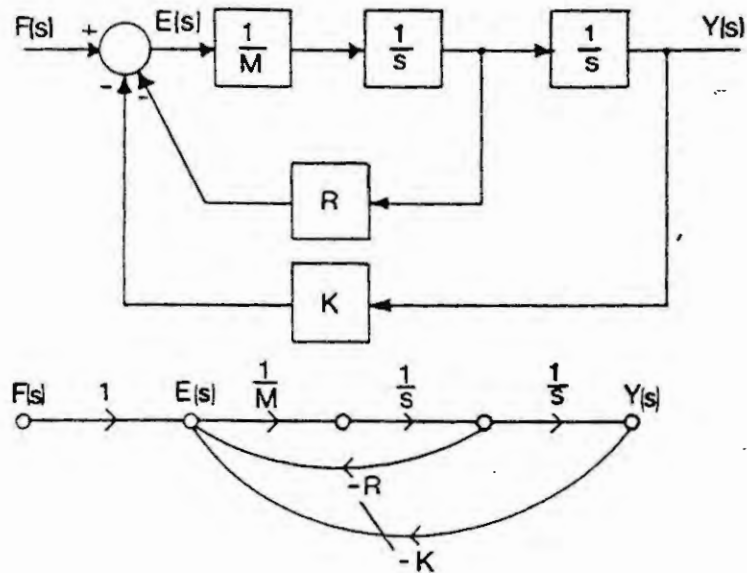 F(s) + E(s) 1/M 1/s 1/s Y(s)
- -
R
K
F(s) 1 E(s) 1/M 1/s 1/s Y(s)
-R
-K